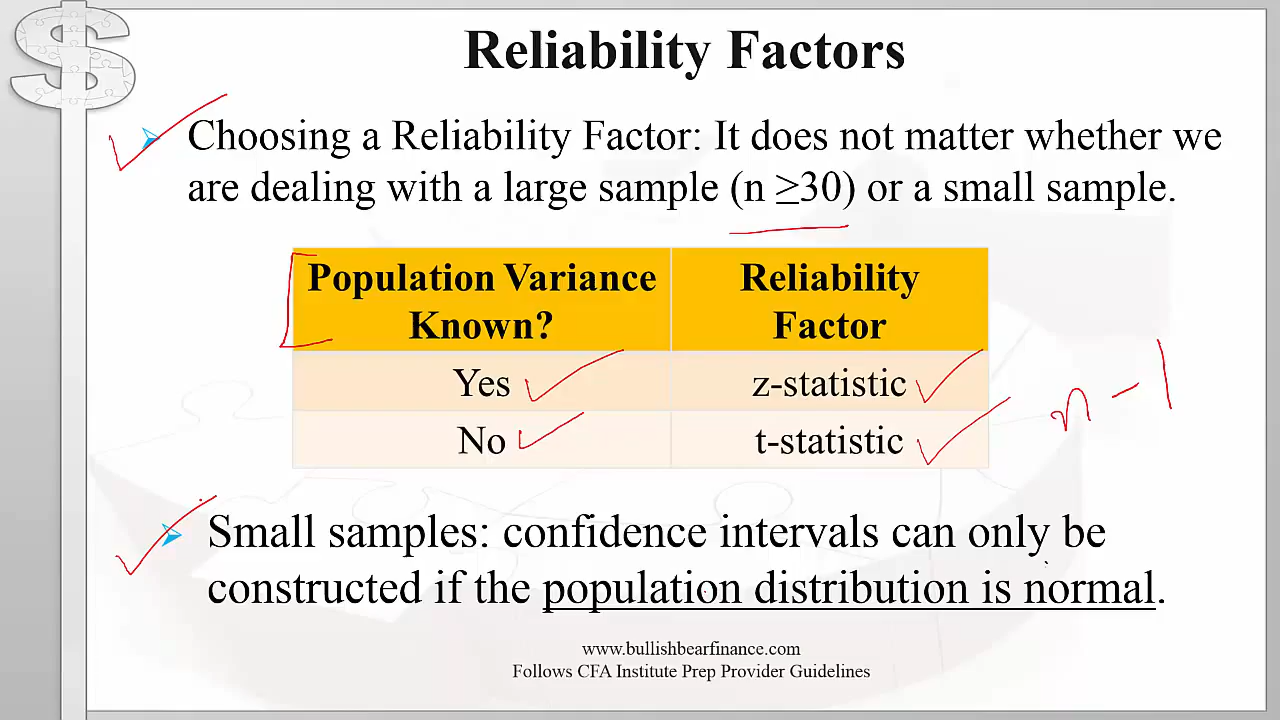 Reliability Factors
Choosing a Reliability Factor: It does not matter whether we
are dealing with a large sample (n ≥30) or a small sample.
Population Variance Known? Reliability Factor
Yes z-statistic
No t-statistic
n - 1
Small samples: confidence intervals can only be
constructed if the population distribution is normal.
www.bullishbearfinance.com
Follows CFA Institute Prep Provider Guidelines